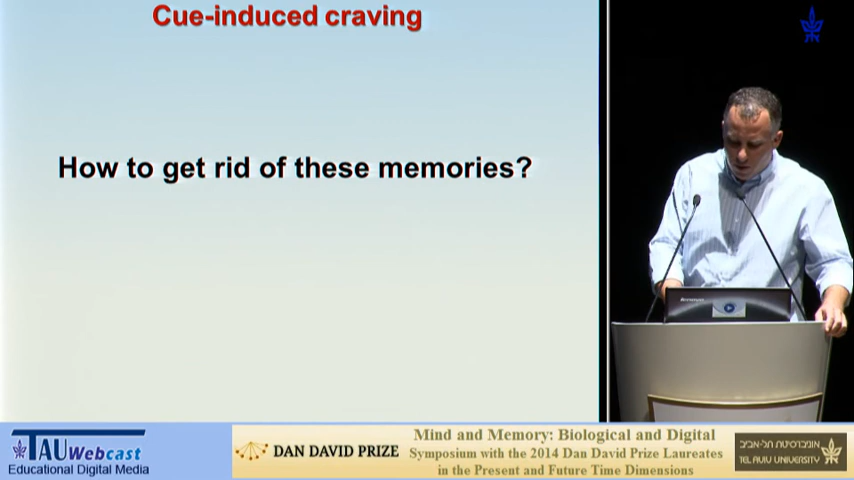 Cue-induced craving
How to get rid of these memories?
TAU Webcast
Educational Digital Media
DAN DAVID PRIZE
Mind and Memory: Biological and Digital
Symposium with the 2014 Dan David Prize Laureates
in the Present and Future Time Dimensions
אוניברסיטת תל-אביב
TEL AVIV UNIVERSITY